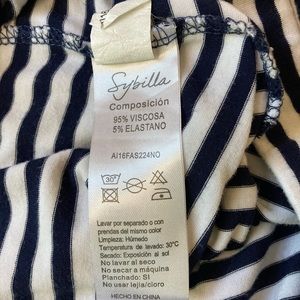 Sybilla
Composición
95% VISCOSA
5% ELASTANO
AI16FAS224NO
30°
Lavar por separado o con
prendas del mismo color
Limpieza: Húmedo
Temperatura de lavado: 30°C
Secado: Exposición al sol
No lavar al seco
No secar a máquina
Planchado: SI
No usar lejía/cloro
HECHO EN CHINA